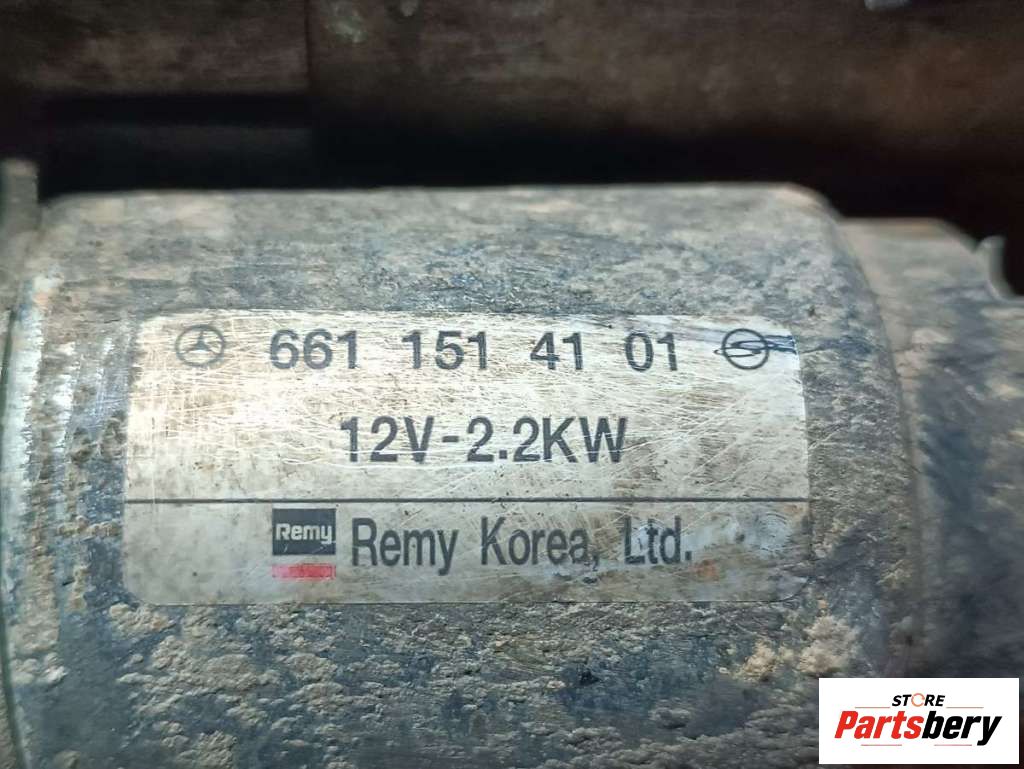 661 151 41 01
12V-2.2KW
Remy Remy Korea, Ltd.
STORE
Partsbery